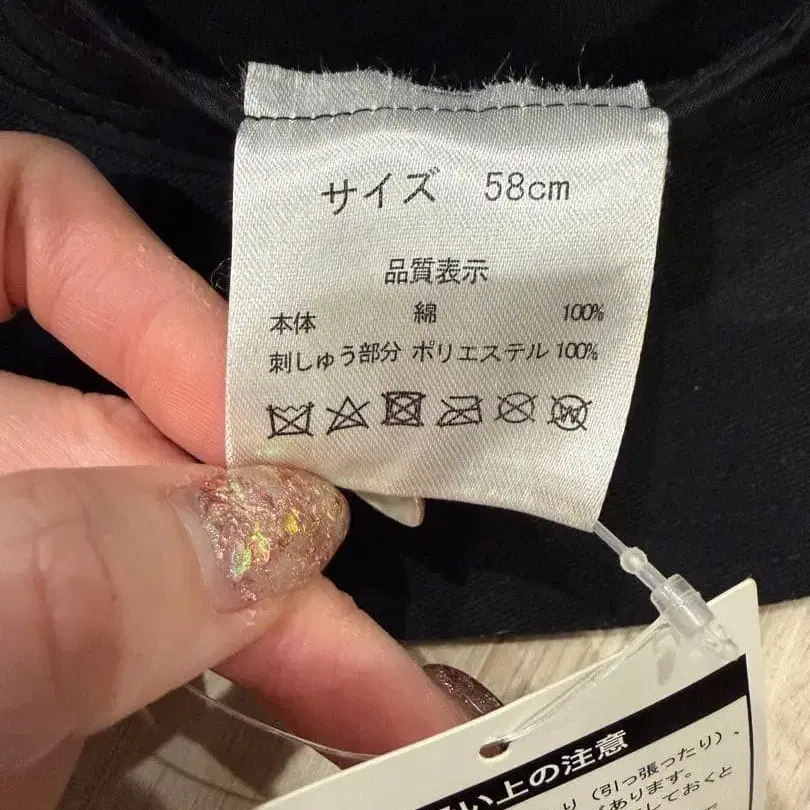 サイズ 58cm
品質表示
本体 綿 100%
刺しゅう部分 ポリエステル 100%
い上の注意
り（引っ張ったり）、
あります。
ておくと